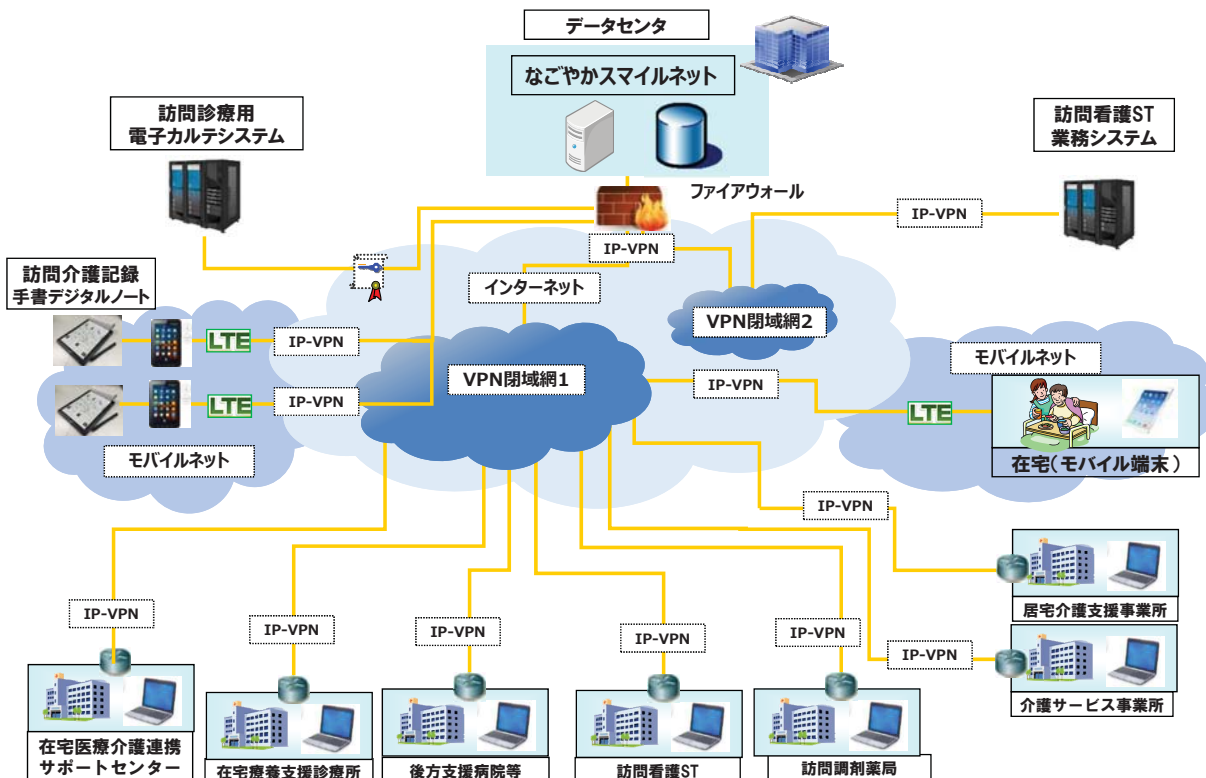 データセンタ
なごやかスマイルネット
訪問診療用
電子カルテシステム
訪問看護ST
業務システム
ファイアウォール
IP-VPN
IP-VPN
訪問介護記録
手書デジタルノート
インターネット
VPN閉域網2
LTE
IP-VPN
モバイルネット
VPN閉域網1
IP-VPN
LTE
IP-VPN
LTE
モバイルネット
在宅(モバイル端末)
IP-VPN
居宅介護支援事業所
IP-VPN
IP-VPN
IP-VPN
IP-VPN
IP-VPN
IP-VPN
介護サービス事業所
在宅医療介護連携
サポートセンター
在宅療養支援診療所
後方支援病院等
訪問看護ST
訪問調剤薬局